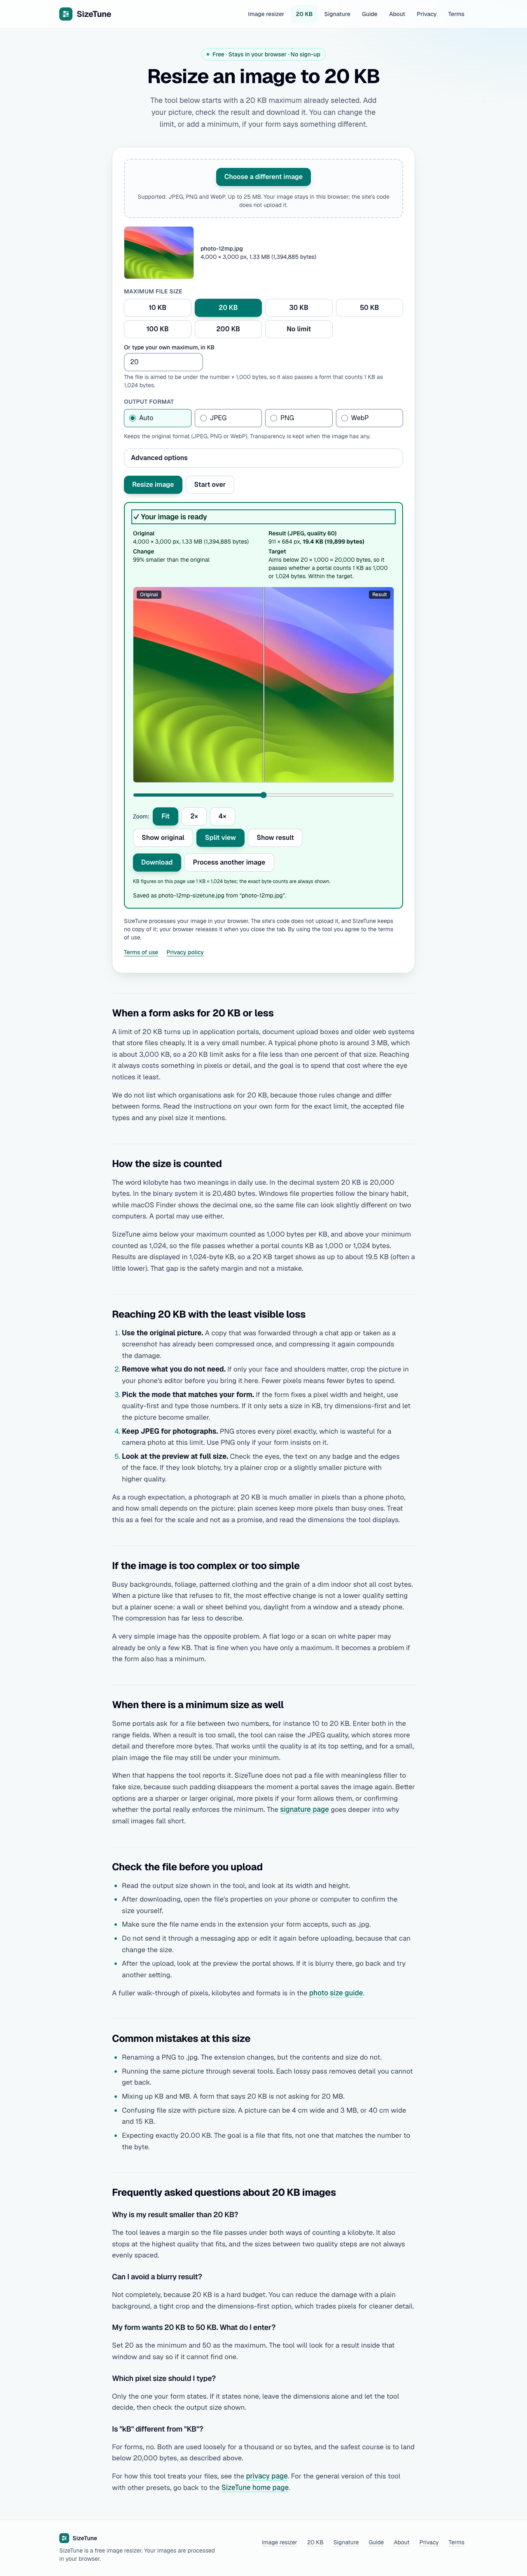 SizeTune
Image resizer 20 KB Signature Guide About Privacy Terms
Free · Stays in your browser · No sign-up
Resize an image to 20 KB
The tool below starts with a 20 KB maximum already selected. Add
your picture, check the result and download it. You can change the
limit, or add a minimum, if your form says something different.
Choose a different image
Supported: JPEG, PNG and WebP. Up to 25 MB. Your image stays in this browser; the site's code
does not upload it.
photo-12mp.jpg
4,000 × 3,000 px, 1.33 MB (1,394,885 bytes)
MAXIMUM FILE SIZE
10 KB 20 KB 30 KB 50 KB
100 KB 200 KB No limit
Or type your own maximum, in KB
20
The file is aimed to be under the number × 1,000 bytes, so it also passes a form that counts 1 KB as
1,024 bytes.
OUTPUT FORMAT
Auto JPEG PNG WebP
Keeps the original format (JPEG, PNG or WebP). Transparency is kept when the image has any.
Advanced options
Resize image Start over
✓ Your image is ready
Original
4,000 × 3,000 px, 1.33 MB (1,394,885 bytes)
Result (JPEG, quality 60)
911 × 684 px, 19.4 KB (19,899 bytes)
Change
99% smaller than the original
Target
Aims below 20 × 1,000 = 20,000 bytes, so it
passes whether a portal counts KB as 1,000
or 1,024 bytes. Within the target.
Original Result
Zoom: Fit 2× 4×
Show original Split view Show result
Download Process another image
KB figures on this page use 1 KB = 1,024 bytes; the exact byte counts are always shown.
Saved as photo-12mp-sizetune.jpg from "photo-12mp.jpg".
SizeTune processes your image in your browser. The site's code does not upload it, and SizeTune keeps
no copy of it; your browser releases it when you close the tab. By using the tool you agree to the terms
of use.
Terms of use Privacy policy
When a form asks for 20 KB or less
A limit of 20 KB turns up in application portals, document upload boxes and older web systems
that store files cheaply. It is a very small number. A typical phone photo is around 3 MB, which
is about 3,000 KB, so a 20 KB limit asks for a file less than one percent of that size. Reaching
it always costs something in pixels or detail, and the goal is to spend that cost where the eye
notices it least.
We do not list which organisations ask for 20 KB, because those rules change and differ
between forms. Read the instructions on your own form for the exact limit, the accepted file
types and any pixel size it mentions.
How the size is counted
The word kilobyte has two meanings in daily use. In the decimal system 20 KB is 20,000
bytes. In the binary system it is 20,480 bytes. Windows file properties follow the binary habit,
while macOS Finder shows the decimal one, so the same file can look slightly different on two
computers. A portal may use either.
SizeTune aims below your maximum counted as 1,000 bytes per KB, and above your minimum
counted as 1,024, so the file passes whether a portal counts KB as 1,000 or 1,024 bytes.
Results are displayed in 1,024-byte KB, so a 20 KB target shows as up to about 19.5 KB (often a
little lower). That gap is the safety margin and not a mistake.
Reaching 20 KB with the least visible loss
1. Use the original picture. A copy that was forwarded through a chat app or taken as a
screenshot has already been compressed once, and compressing it again compounds
the damage.
2. Remove what you do not need. If only your face and shoulders matter, crop the picture in
your phone's editor before you bring it here. Fewer pixels means fewer bytes to spend.
3. Pick the mode that matches your form. If the form fixes a pixel width and height, use
quality-first and type those numbers. If it only sets a size in KB, try dimensions-first and let
the picture become smaller.
4. Keep JPEG for photographs. PNG stores every pixel exactly, which is wasteful for a
camera photo at this limit. Use PNG only if your form insists on it.
5. Look at the preview at full size. Check the eyes, the text on any badge and the edges
of the face. If they look blotchy, try a plainer crop or a slightly smaller picture with
higher quality.
As a rough expectation, a photograph at 20 KB is much smaller in pixels than a phone photo,
and how small depends on the picture: plain scenes keep more pixels than busy ones. Treat
this as a feel for the scale and not as a promise, and read the dimensions the tool displays.
If the image is too complex or too simple
Busy backgrounds, foliage, patterned clothing and the grain of a dim indoor shot all cost bytes.
When a picture like that refuses to fit, the most effective change is not a lower quality setting
but a plainer scene: a wall or sheet behind you, daylight from a window and a steady phone.
The compression has far less to describe.
A very simple image has the opposite problem. A flat logo or a scan on white paper may
already be only a few KB. That is fine when you have only a maximum. It becomes a problem if
the form also has a minimum.
When there is a minimum size as well
Some portals ask for a file between two numbers, for instance 10 to 20 KB. Enter both in the
range fields. When a result is too small, the tool can raise the JPEG quality, which stores more
detail and therefore more bytes. That works until the quality is at its top setting, and for a small,
plain image the file may still be under your minimum.
When that happens the tool reports it. SizeTune does not pad a file with meaningless filler to
fake size, because such padding disappears the moment a portal saves the image again. Better
options are a sharper or larger original, more pixels if your form allows them, or confirming
whether the portal really enforces the minimum. The signature page goes deeper into why
small images fall short.
Check the file before you upload
• Read the output size shown in the tool, and look at its width and height.
• After downloading, open the file's properties on your phone or computer to confirm the
size yourself.
• Make sure the file name ends in the extension your form accepts, such as .jpg.
• Do not send it through a messaging app or edit it again before uploading, because that can
change the size.
• After the upload, look at the preview the portal shows. If it is blurry there, go back and try
another setting.
A fuller walk-through of pixels, kilobytes and formats is in the photo size guide.
Common mistakes at this size
• Renaming a PNG to .jpg. The extension changes, but the contents and size do not.
• Running the same picture through several tools. Each lossy pass removes detail you cannot
get back.
• Mixing up KB and MB. A form that says 20 KB is not asking for 20 MB.
• Confusing file size with picture size. A picture can be 4 cm wide and 3 MB, or 40 cm wide
and 15 KB.
• Expecting exactly 20.00 KB. The goal is a file that fits, not one that matches the number to
the byte.
Frequently asked questions about 20 KB images
Why is my result smaller than 20 KB?
The tool leaves a margin so the file passes under both ways of counting a kilobyte. It also
stops at the highest quality that fits, and the sizes between two quality steps are not always
evenly spaced.
Can I avoid a blurry result?
Not completely, because 20 KB is a hard budget. You can reduce the damage with a plain
background, a tight crop and the dimensions-first option, which trades pixels for cleaner detail.
My form wants 20 KB to 50 KB. What do I enter?
Set 20 as the minimum and 50 as the maximum. The tool will look for a result inside that
window and say so if it cannot find one.
Which pixel size should I type?
Only the one your form states. If it states none, leave the dimensions alone and let the tool
decide, then check the output size shown.
Is "kB" different from "KB"?
For forms, no. Both are used loosely for a thousand or so bytes, and the safest course is to land
below 20,000 bytes, as described above.
For how this tool treats your files, see the privacy page. For the general version of this tool
with other presets, go back to the SizeTune home page.
SizeTune
SizeTune is a free image resizer. Your images are processed
in your browser.
Image resizer 20 KB Signature Guide About Privacy Terms